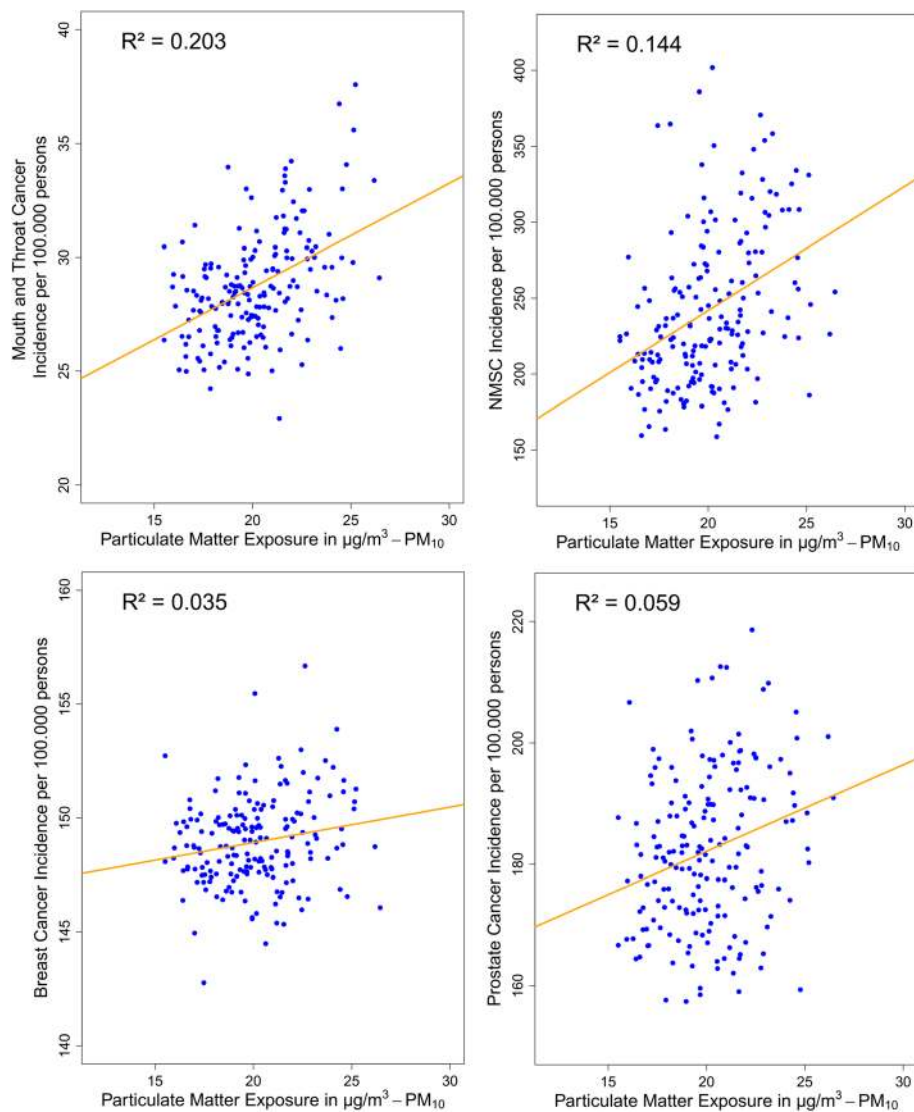 R² = 0.203
Mouth and Throat Cancer
Incidence per 100.000 persons
40
35
30
25
20
15 20 25 30
Particulate Matter Exposure in µg/m³ – PM₁₀
R² = 0.144
NMSC Incidence per 100.000 persons
400
350
300
250
200
150
15 20 25 30
Particulate Matter Exposure in µg/m³ – PM₁₀
R² = 0.035
Breast Cancer Incidence per 100.000 persons
160
155
150
145
140
15 20 25 30
Particulate Matter Exposure in µg/m³ – PM₁₀
R² = 0.059
Prostate Cancer Incidence per 100.000 persons
220
200
180
160
15 20 25 30
Particulate Matter Exposure in µg/m³ – PM₁₀